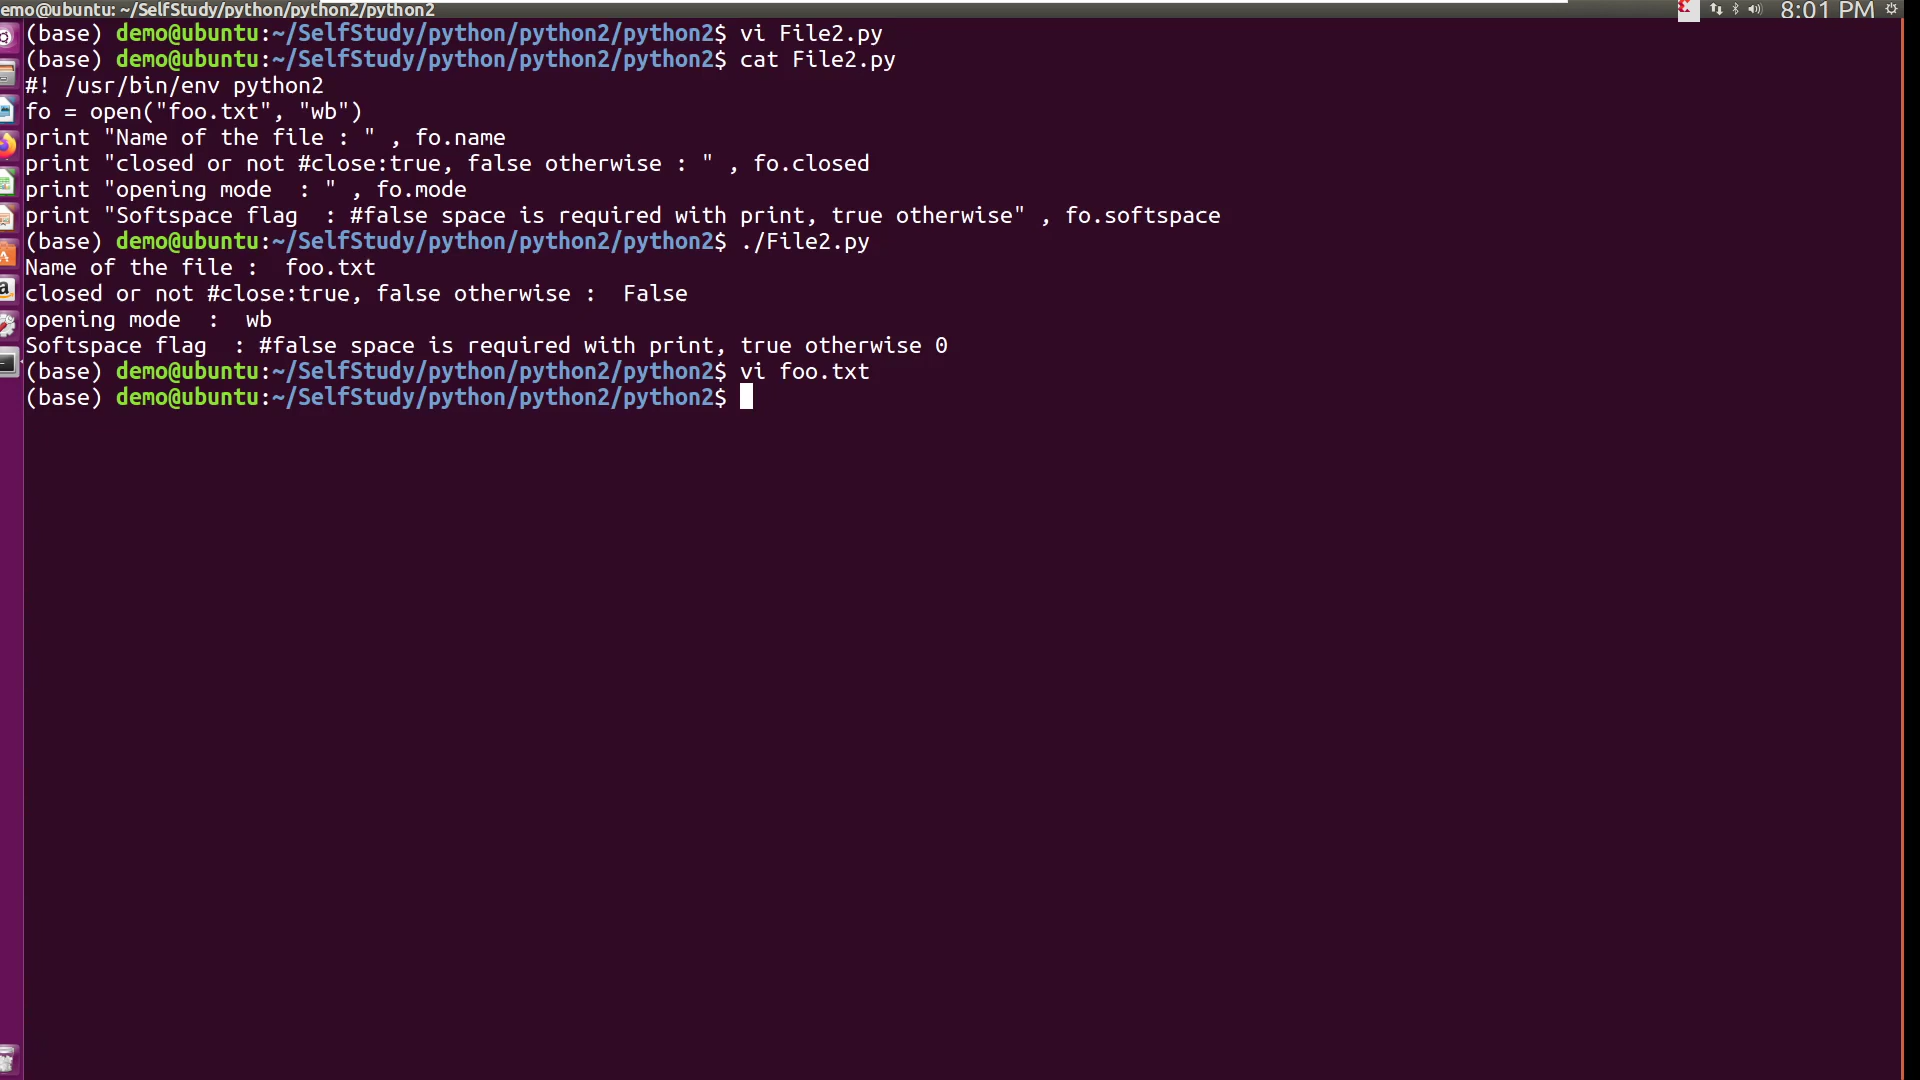 emo@ubuntu: ~/SelfStudy/python/python2/python2
8:01 PM
(base) demo@ubuntu:~/SelfStudy/python/python2/python2$ vi File2.py
(base) demo@ubuntu:~/SelfStudy/python/python2/python2$ cat File2.py
#! /usr/bin/env python2
fo = open("foo.txt", "wb")
print "Name of the file : " , fo.name
print "closed or not #close:true, false otherwise : " , fo.closed
print "opening mode  : " , fo.mode
print "Softspace flag  : #false space is required with print, true otherwise" , fo.softspace
(base) demo@ubuntu:~/SelfStudy/python/python2/python2$ ./File2.py
Name of the file :  foo.txt
closed or not #close:true, false otherwise :  False
opening mode  :  wb
Softspace flag  : #false space is required with print, true otherwise 0
(base) demo@ubuntu:~/SelfStudy/python/python2/python2$ vi foo.txt
(base) demo@ubuntu:~/SelfStudy/python/python2/python2$